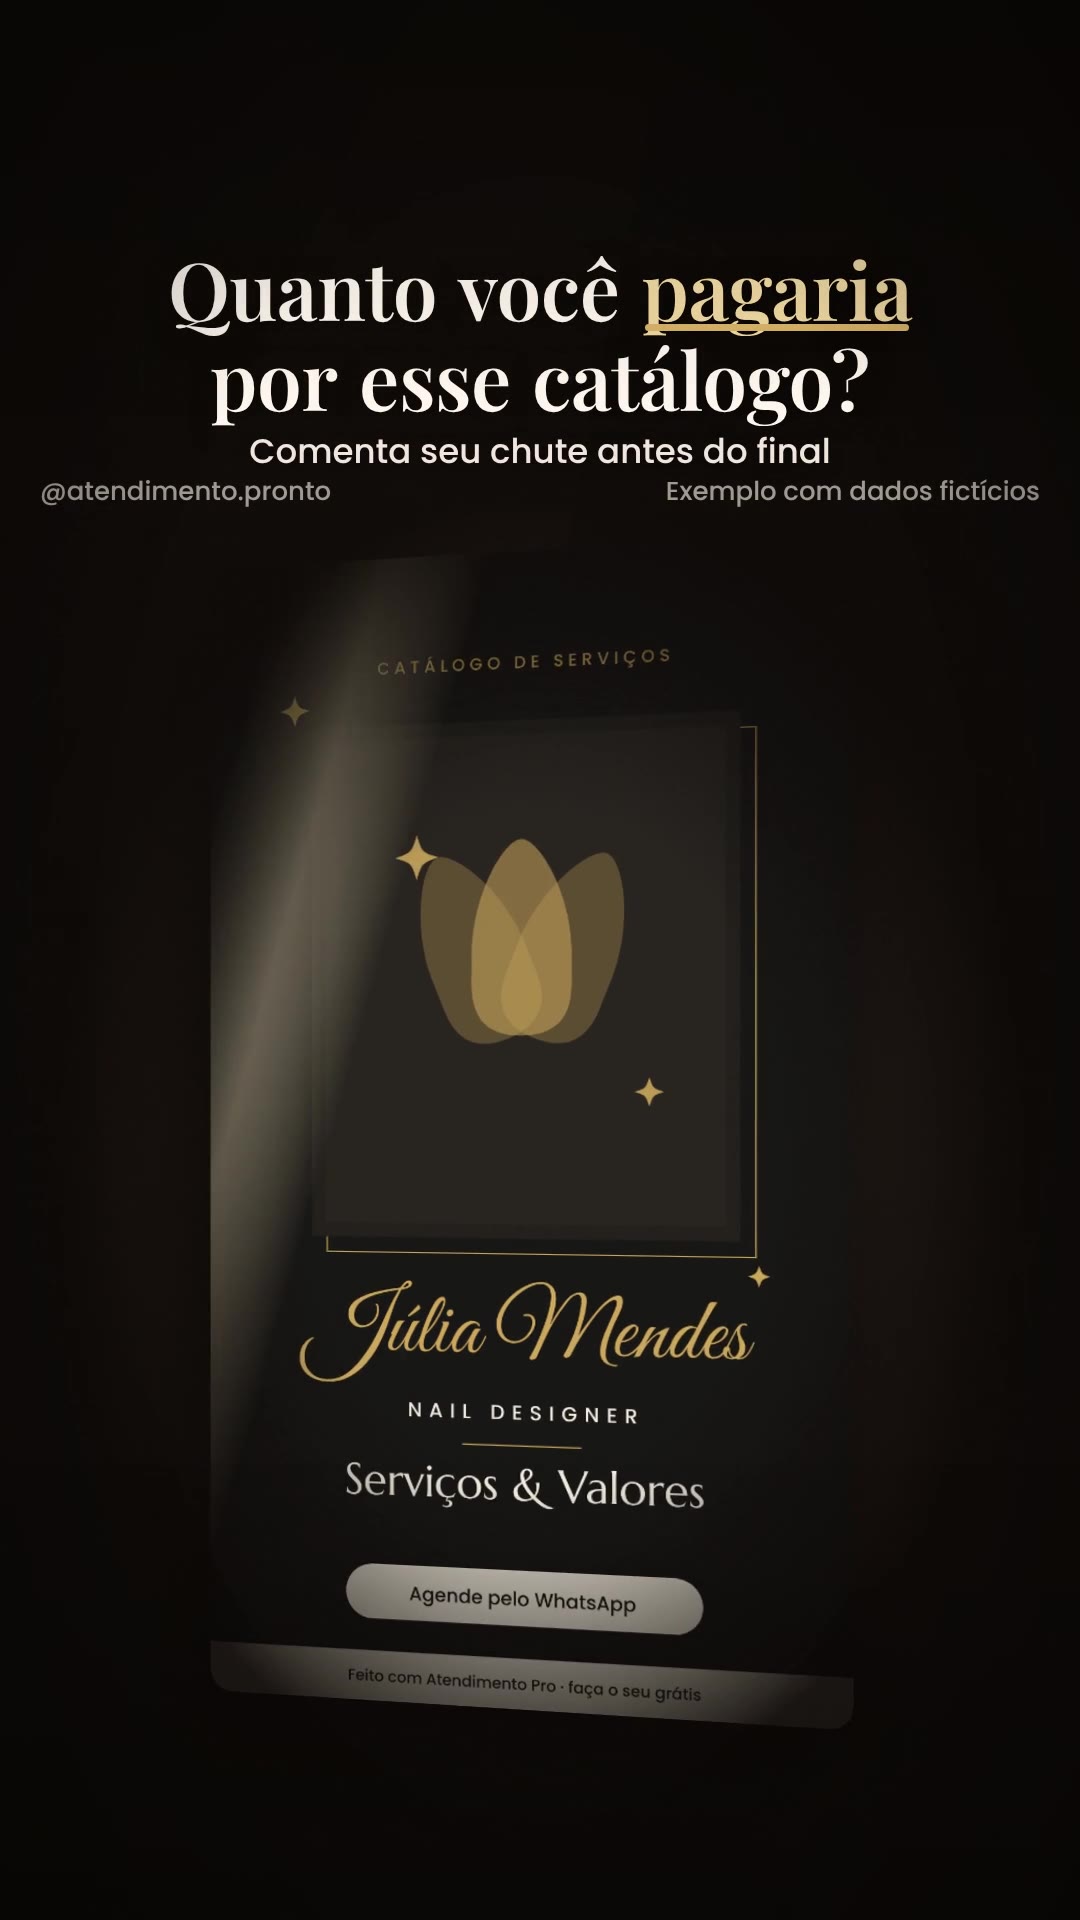 Quanto você pagaria
por esse catálogo?
Comenta seu chute antes do final
@atendimento.pronto
Exemplo com dados fictícios
CATÁLOGO DE SERVIÇOS
Júlia Mendes
NAIL DESIGNER
Serviços & Valores
Agende pelo WhatsApp
Feito com Atendimento Pro · faça o seu grátis